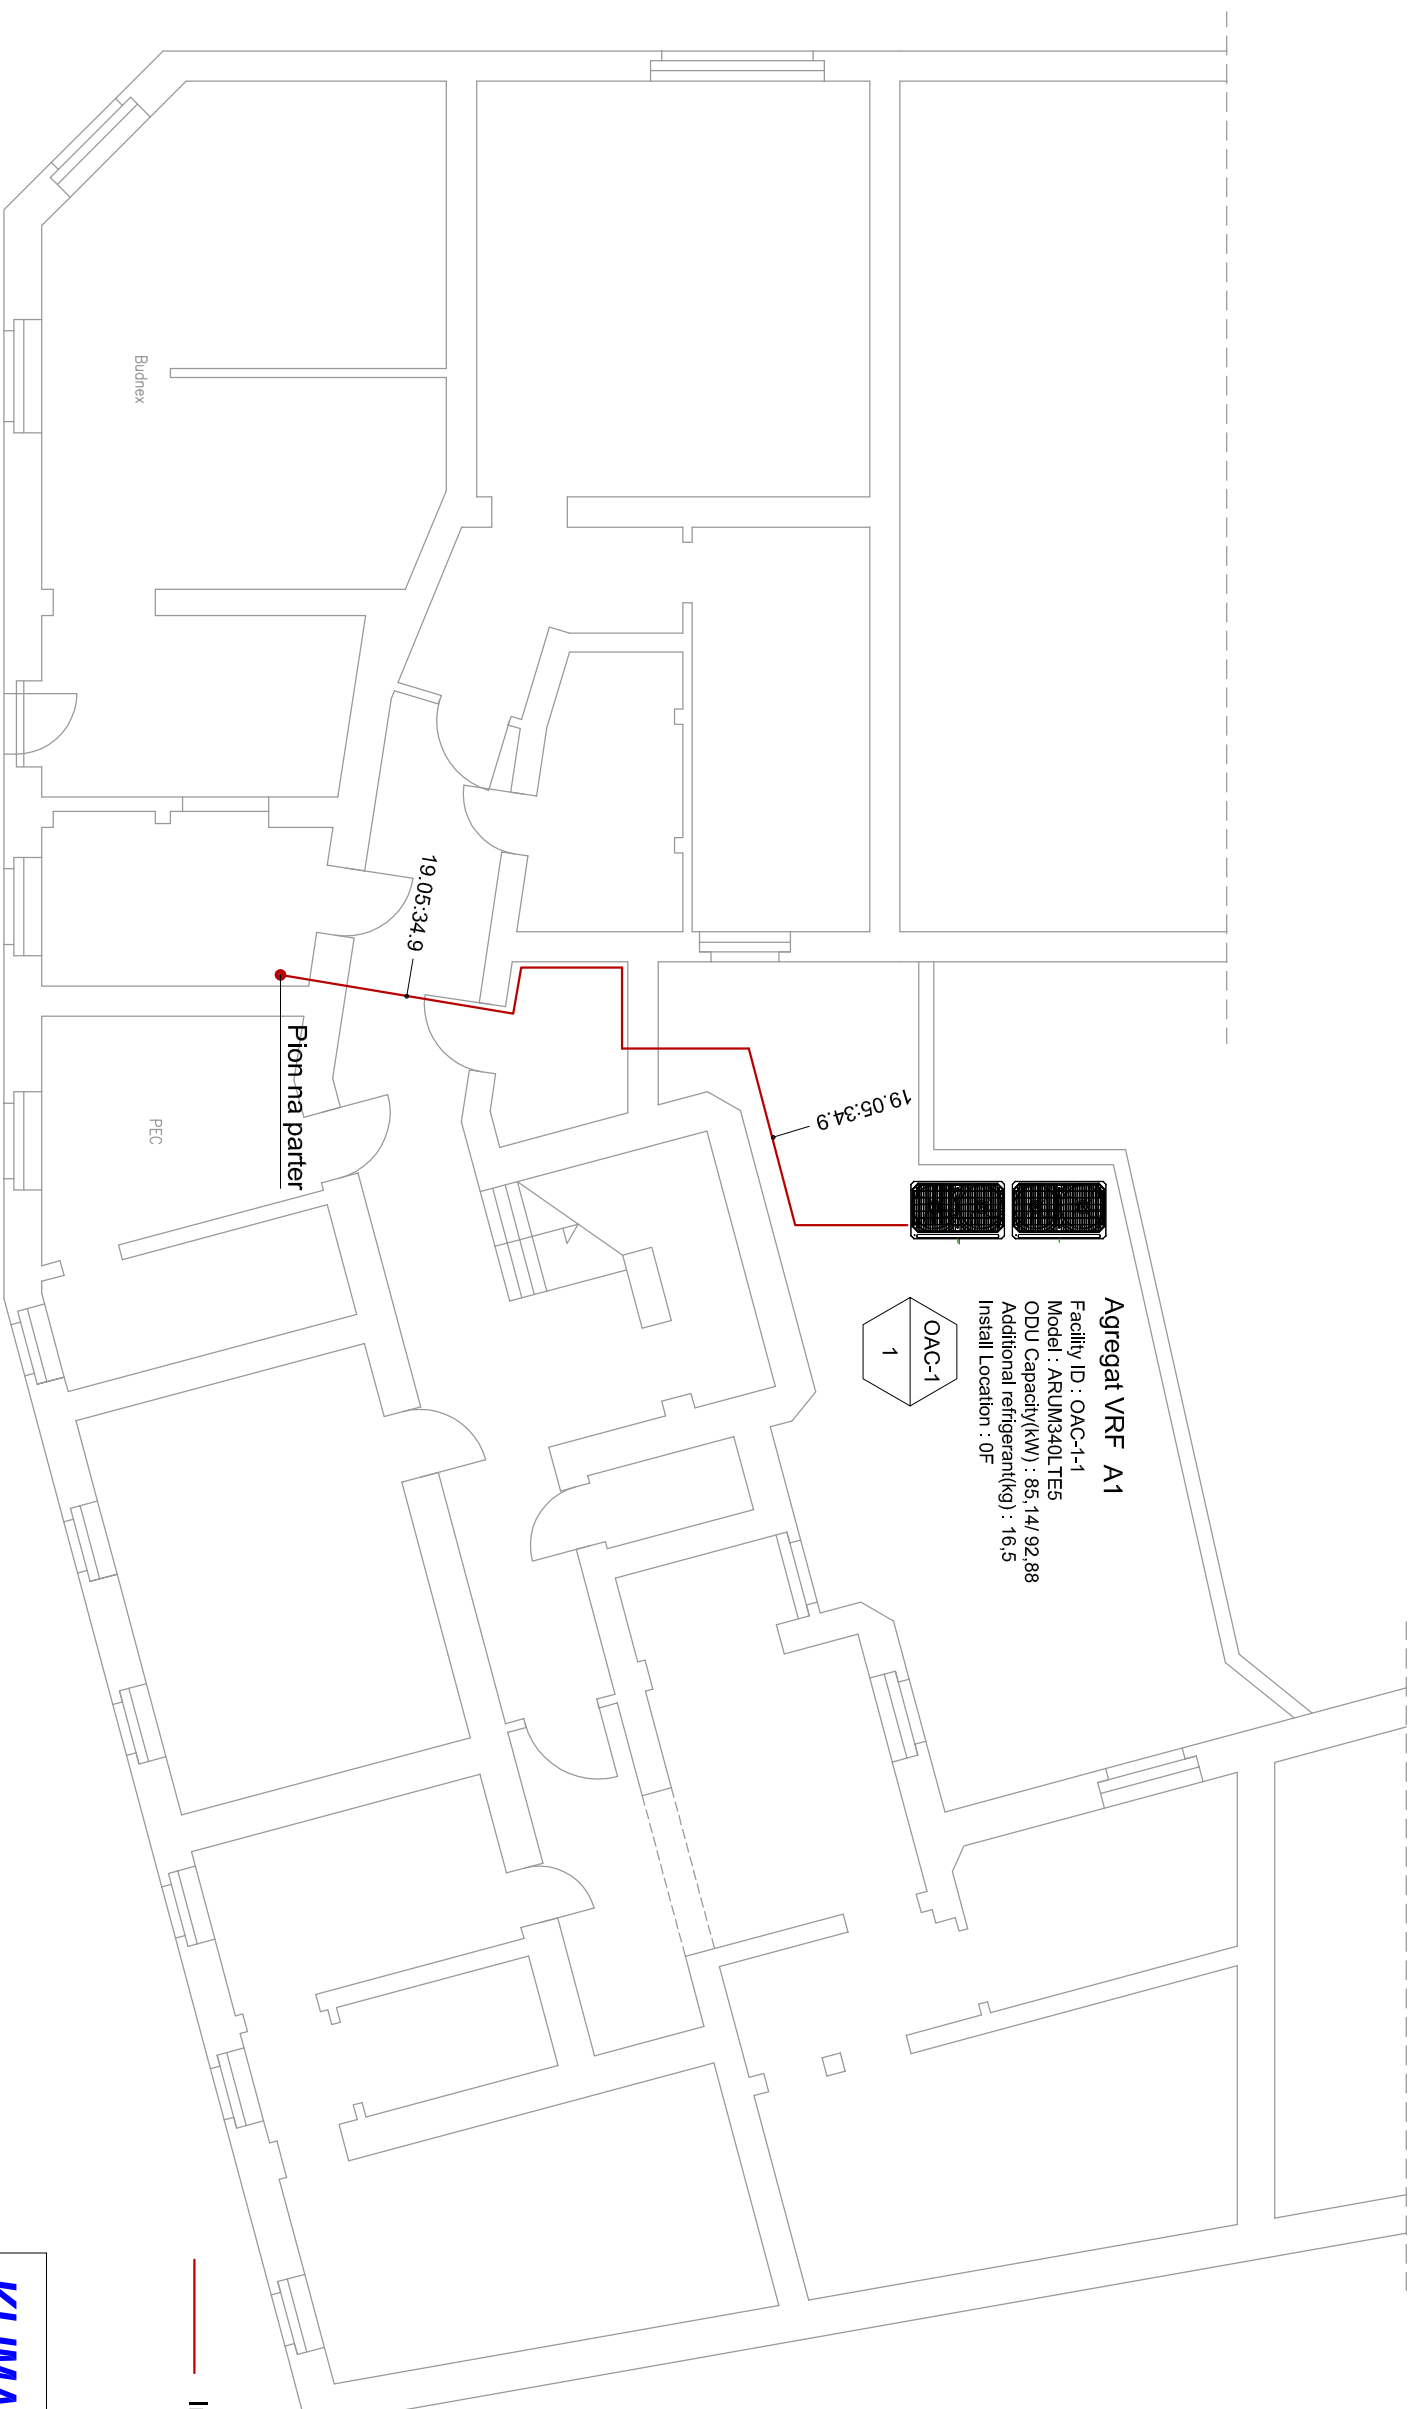 Agregat VRF A1
Facility ID : OAC-1-1
Model : ARUM340LTE5
ODU Capacity(kW) : 85,14/ 92,88
Additional refrigerant(kg) : 16,5
Install Location : 0F
OAC-1
1
19.05:34.9
19.05:34.9
Pion na parter
Budnex
PEC